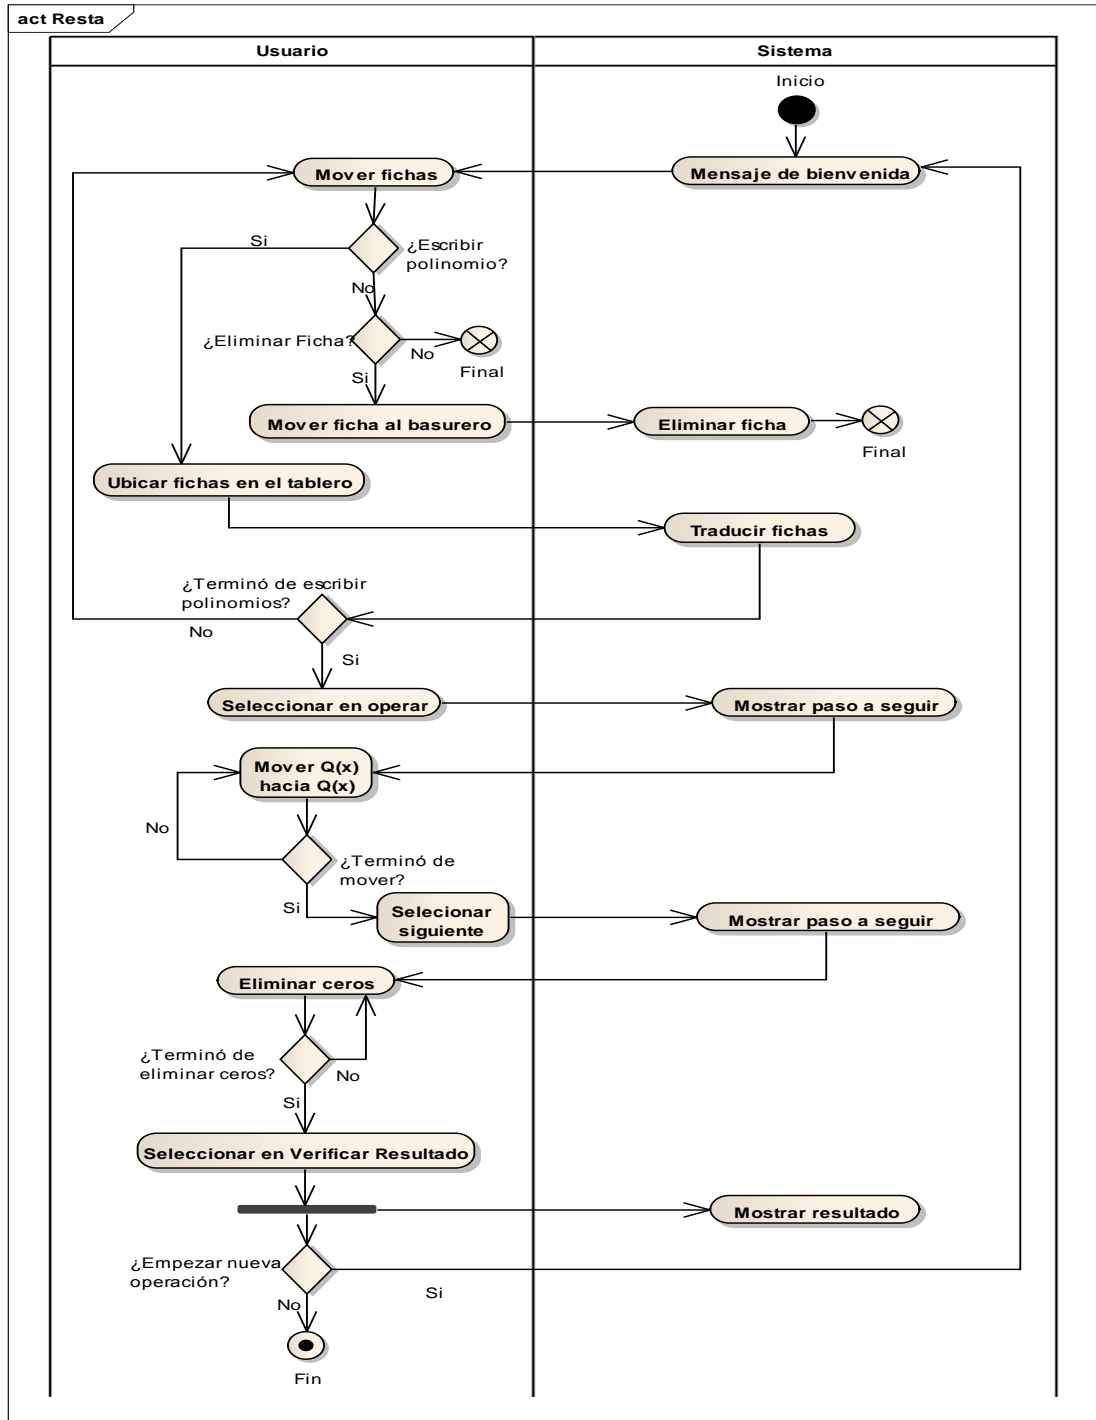 act Resta
Usuario
Sistema
Inicio
Mover fichas
Mensaje de bienvenida
Si
¿Escribir
polinomio?
No
¿Eliminar Ficha?
No
Final
Si
Mover ficha al basurero
Eliminar ficha
Final
Ubicar fichas en el tablero
Traducir fichas
¿Terminó de escribir
polinomios?
No
Si
Seleccionar en operar
Mostrar paso a seguir
Mover Q(x)
hacia Q(x)
No
¿Terminó de
mover?
Si
Selecionar
siguiente
Mostrar paso a seguir
Eliminar ceros
¿Terminó de
eliminar ceros?
No
Si
Seleccionar en Verificar Resultado
Mostrar resultado
¿Empezar nueva
operación?
Si
No
Fin